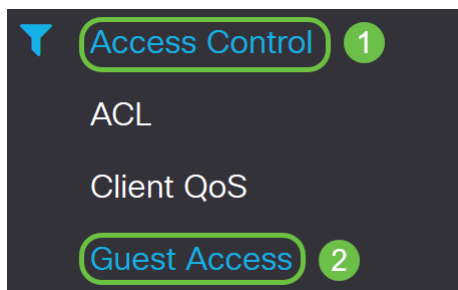 Access Control 1
ACL
Client QoS
Guest Access 2